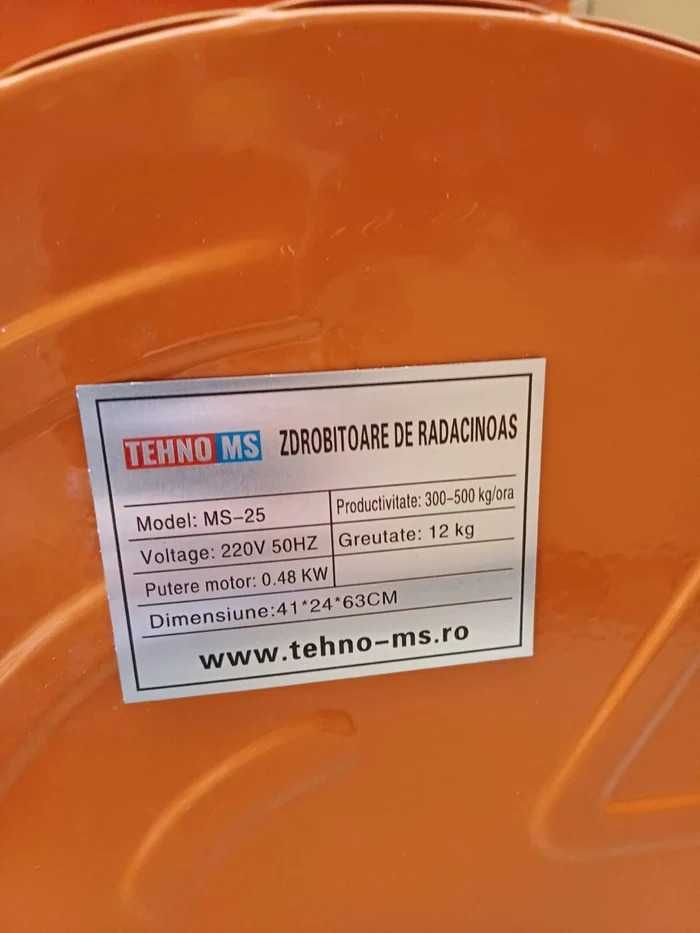 TEHNO MS ZDROBITOARE DE RADACINOAS
Model: MS-25
Productivitate: 300-500 kg/ora
Voltage: 220V 50HZ
Greutate: 12 kg
Putere motor: 0.48 KW
Dimensiune:41*24*63CM
www.tehno-ms.ro